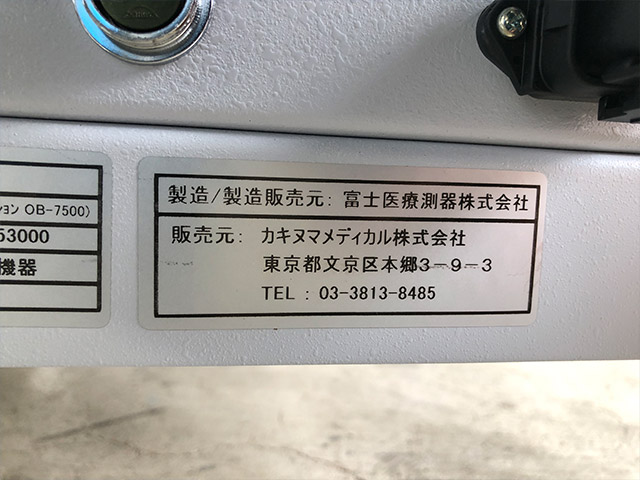 ション OB-7500)
53000
機器
製造/製造販売元: 富士医療測器株式会社
販売元: カキヌマメディカル株式会社
東京都文京区本郷3-9-3
TEL : 03-3813-8485